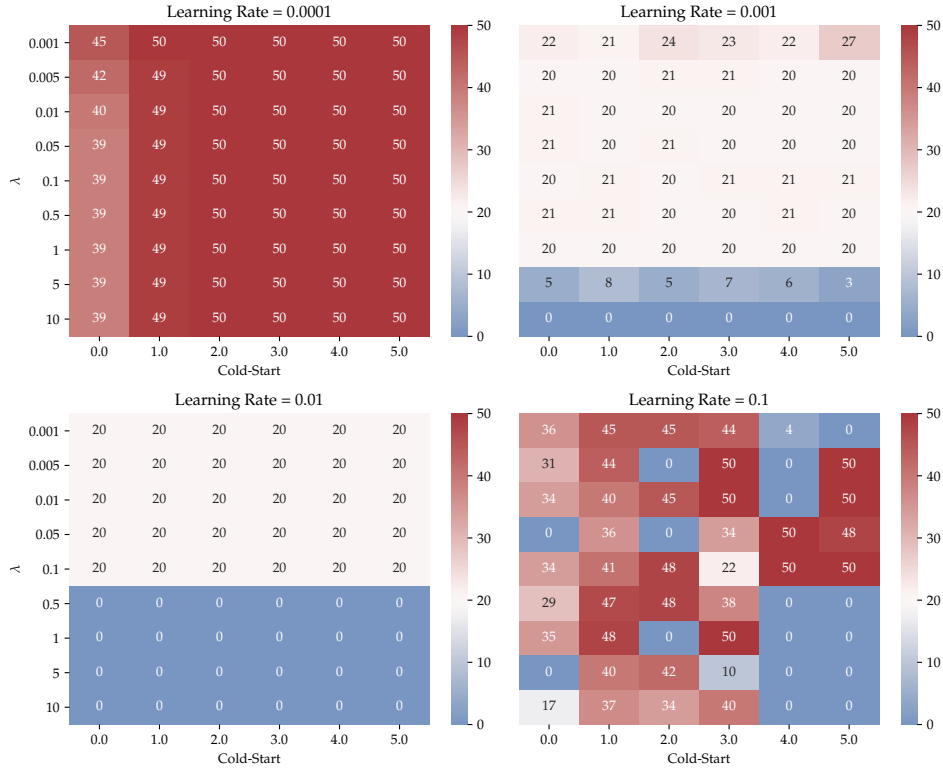 Learning Rate = 0.0001
0.001 45 50 50 50 50 50 50
0.005 42 49 50 50 50 50
0.01 40 49 50 50 50 50 40
0.05 39 49 50 50 50 50 30
0.1 39 49 50 50 50 50
λ
0.5 39 49 50 50 50 50 20
1 39 49 50 50 50 50
5 39 49 50 50 50 50 10
10 39 49 50 50 50 50 0
0.0 1.0 2.0 3.0 4.0 5.0
Cold-Start
Learning Rate = 0.001
22 21 24 23 22 27 50
20 20 21 21 20 20
21 20 20 20 20 20 40
21 20 21 20 20 20 30
20 21 20 21 21 21
21 21 20 20 21 20 20
20 20 20 20 20 20
5 8 5 7 6 3 10
0 0 0 0 0 0 0
0.0 1.0 2.0 3.0 4.0 5.0
Cold-Start
Learning Rate = 0.01
0.001 20 20 20 20 20 20 50
0.005 20 20 20 20 20 20
0.01 20 20 20 20 20 20 40
0.05 20 20 20 20 20 20 30
0.1 20 20 20 20 20 20
λ
0.5 0 0 0 0 0 0 20
1 0 0 0 0 0 0
5 0 0 0 0 0 0 10
10 0 0 0 0 0 0 0
0.0 1.0 2.0 3.0 4.0 5.0
Cold-Start
Learning Rate = 0.1
36 45 45 44 4 0 50
31 44 0 50 0 50
34 40 45 50 0 50 40
0 36 0 34 50 48 30
34 41 48 22 50 50
29 47 48 38 0 0 20
35 48 0 50 0 0
0 40 42 10 0 0 10
17 37 34 40 0 0 0
0.0 1.0 2.0 3.0 4.0 5.0
Cold-Start